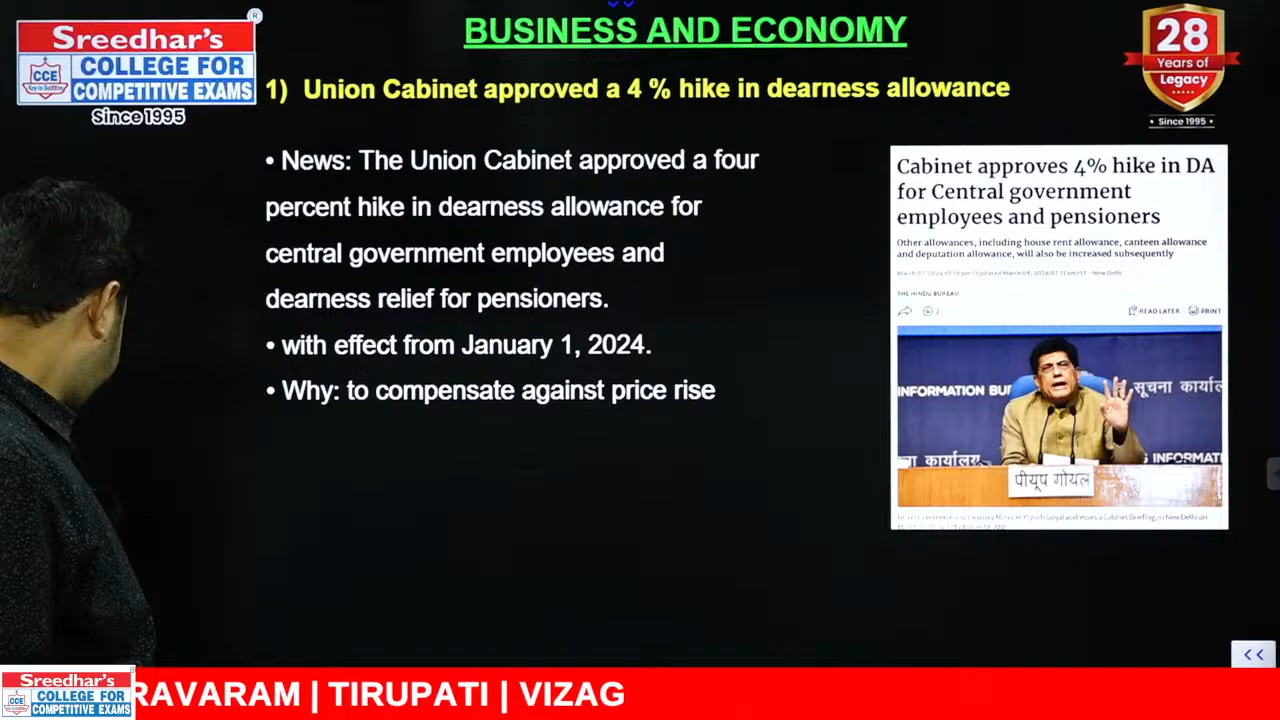 Sreedhar's
CCE
COLLEGE FOR
COMPETITIVE EXAMS
Since 1995
BUSINESS AND ECONOMY
28
Years of
Legacy
• Since 1995 •
1) Union Cabinet approved a 4 % hike in dearness allowance
• News: The Union Cabinet approved a four
percent hike in dearness allowance for
central government employees and
dearness relief for pensioners.
• with effect from January 1, 2024.
• Why: to compensate against price rise
Cabinet approves 4% hike in DA
for Central government
employees and pensioners
Other allowances, including house rent allowance, canteen allowance
and deputation allowance, will also be increased subsequently
THE HINDU BUREAU
2
READ LATER
PRINT
INFORMATION BUR
सूचना कार्याल
ना कार्यालय
INFORMATI
पीयूष गोयल
<<
Sreedhar's
CCE
COLLEGE FOR
COMPETITIVE EXAMS
RAVARAM | TIRUPATI | VIZAG